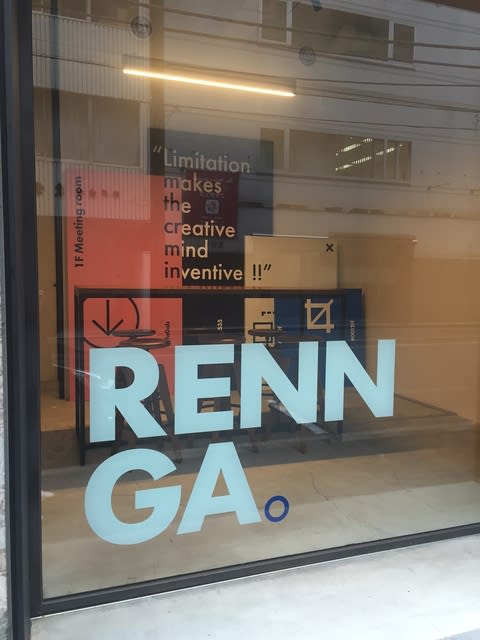 “Limitation
makes
the
creative
mind
inventive !!”
1F Meeting room
RENN
GA.